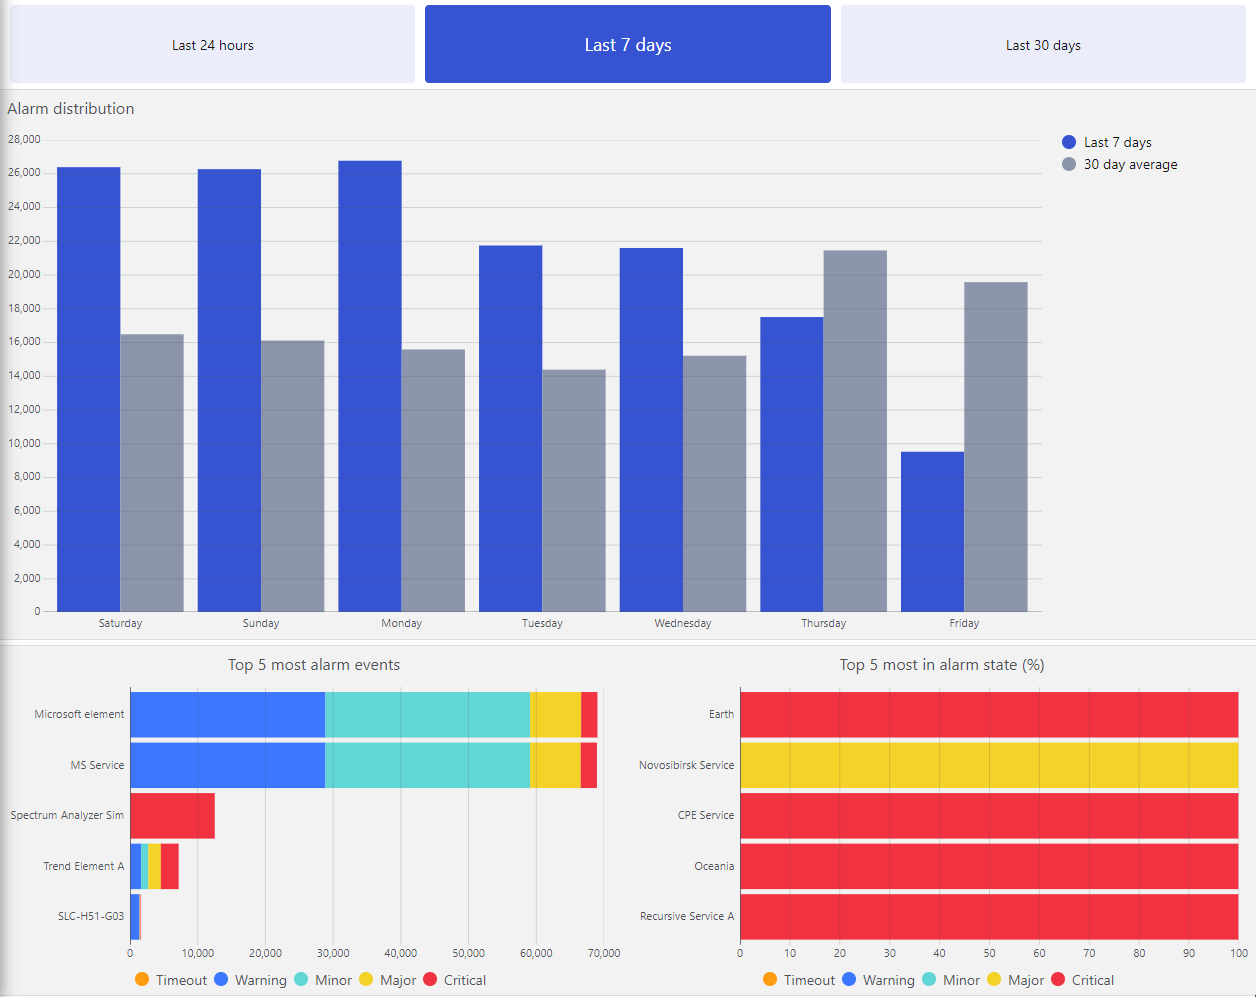 Last 24 hours
Last 7 days
Last 30 days
Alarm distribution
28,000
26,000
24,000
22,000
20,000
18,000
16,000
14,000
12,000
10,000
8,000
6,000
4,000
2,000
0
Saturday Sunday Monday Tuesday Wednesday Thursday Friday
Last 7 days
30 day average
Top 5 most alarm events
Microsoft element
MS Service
Spectrum Analyzer Sim
Trend Element A
SLC-H51-G03
0 10,000 20,000 30,000 40,000 50,000 60,000 70,000
Timeout Warning Minor Major Critical
Top 5 most in alarm state (%)
Earth
Novosibirsk Service
CPE Service
Oceania
Recursive Service A
0 10 20 30 40 50 60 70 80 90 100
Timeout Warning Minor Major Critical